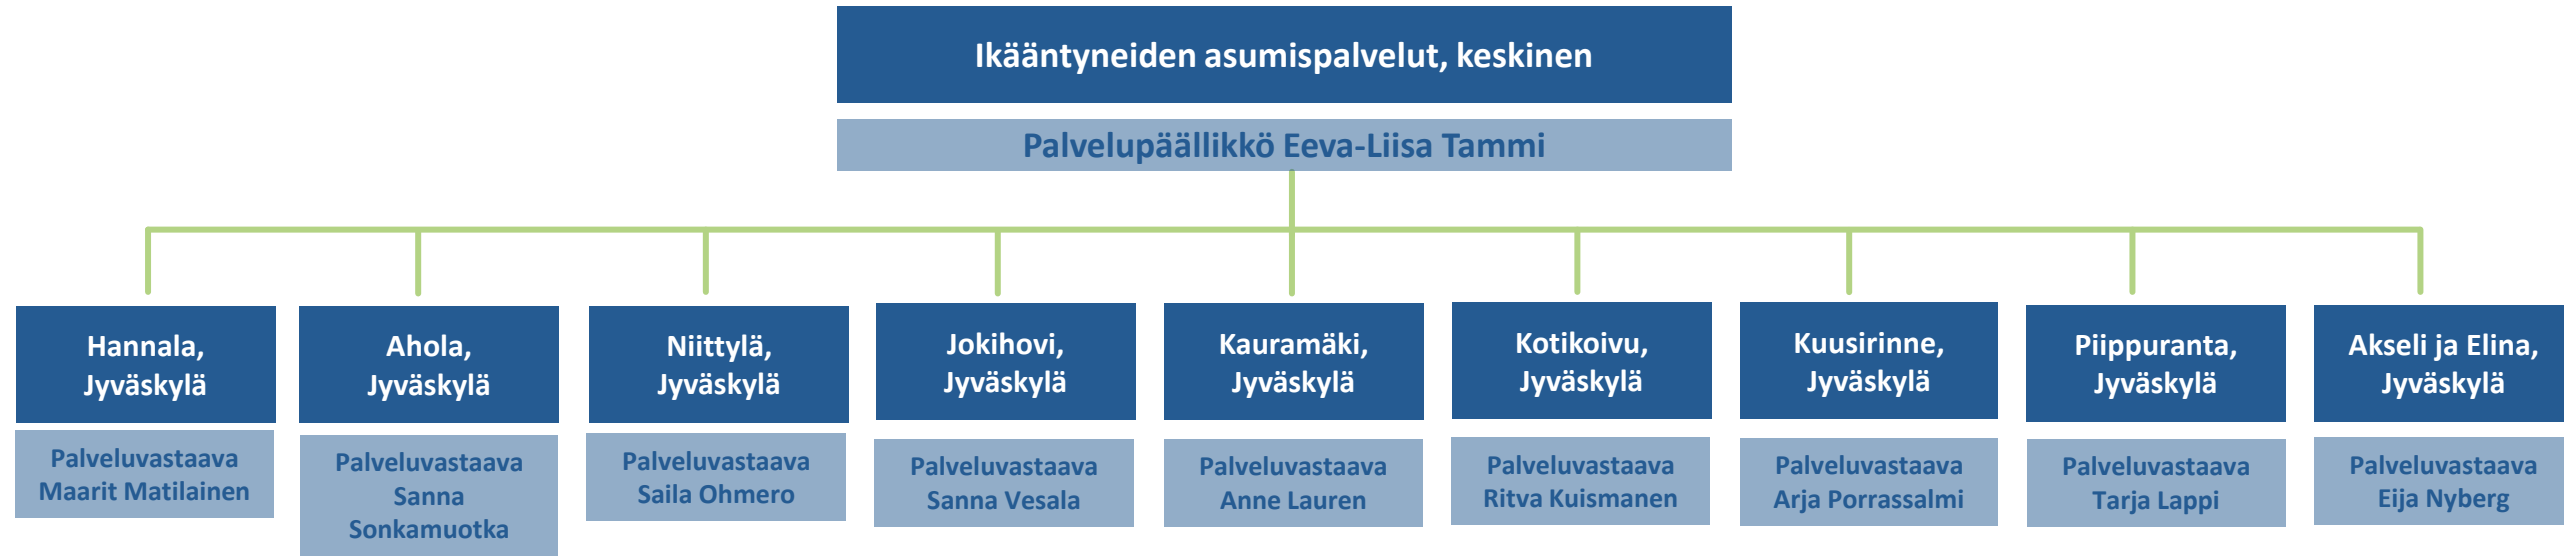 Ikääntyneiden asumispalvelut, keskinen
Palvelupäällikkö Eeva-Liisa Tammi
Hannala,
Jyväskylä
Palveluvastaava
Maarit Matilainen
Ahola,
Jyväskylä
Palveluvastaava
Sanna
Sonkamuotka
Niittylä,
Jyväskylä
Palveluvastaava
Saila Ohmero
Jokihovi,
Jyväskylä
Palveluvastaava
Sanna Vesala
Kauramäki,
Jyväskylä
Palveluvastaava
Anne Lauren
Kotikoivu,
Jyväskylä
Palveluvastaava
Ritva Kuismanen
Kuusirinne,
Jyväskylä
Palveluvastaava
Arja Porrassalmi
Piippuranta,
Jyväskylä
Palveluvastaava
Tarja Lappi
Akseli ja Elina,
Jyväskylä
Palveluvastaava
Eija Nyberg